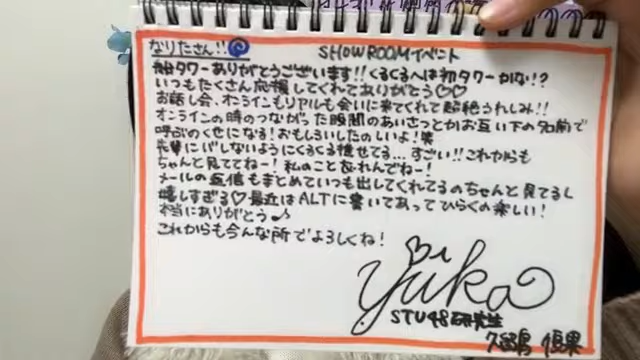 なりたさん!!
SHOWROOMイベント
紺タワーありがとうございます!!くるくるへは初タワーかな!?
いつもたくさん応援してくれてありがとう♡♡
お話し会、オンラインもリアルも会いに来てくれて超絶うれしみ!!
オンラインの時のつながった瞬間のあいさつとかお互い下の名前で
呼ぶのくせになる!おもしろいしたのしいよ!笑
先輩にバレないようにくるくる推せてる...すごい!!これからも
ちゃんと見ててねー!私のこと忘れんでねー!
メールの返信もまとめていつも出してくれてるのちゃんと見てるし
嬉しすぎる♡最近はALTに書いてあってひらくの楽しい!
本当にありがとう♪
これからも今んな所でよろしくね!
Yuka
STU48研究生
久留島 優果